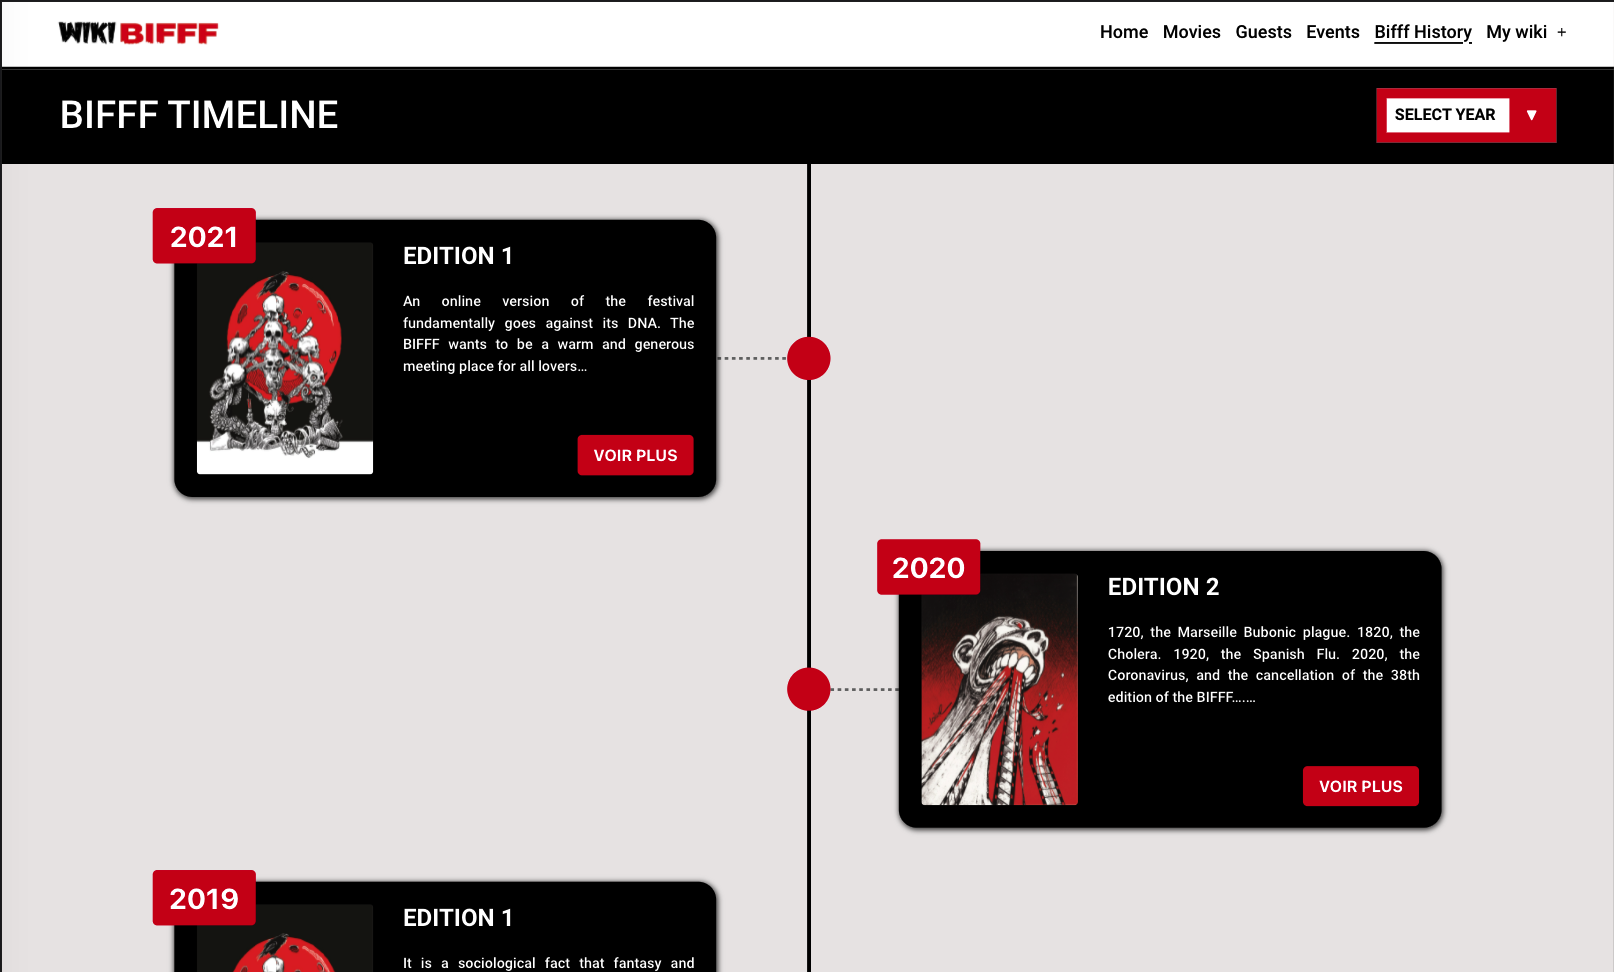 WIKI BIFFF
Home Movies Guests Events Bifff History My wiki +
BIFFF TIMELINE
SELECT YEAR ▼
2021
EDITION 1
An online version of the festival
fundamentally goes against its DNA. The
BIFFF wants to be a warm and generous
meeting place for all lovers...
VOIR PLUS
2020
EDITION 2
1720, the Marseille Bubonic plague. 1820, the
Cholera. 1920, the Spanish Flu. 2020, the
Coronavirus, and the cancellation of the 38th
edition of the BIFFF.......
VOIR PLUS
2019
EDITION 1
It is a sociological fact that fantasy and